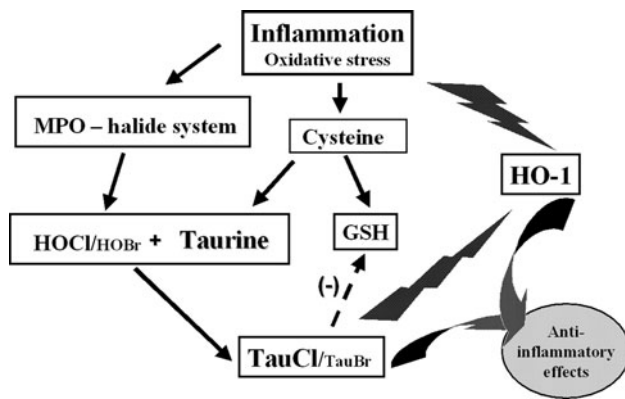 Inflammation
Oxidative stress
MPO – halide system
Cysteine
HO-1
HOCl/HOBr + Taurine
GSH
(-)
TauCl/TauBr
Anti-
inflammatory
effects